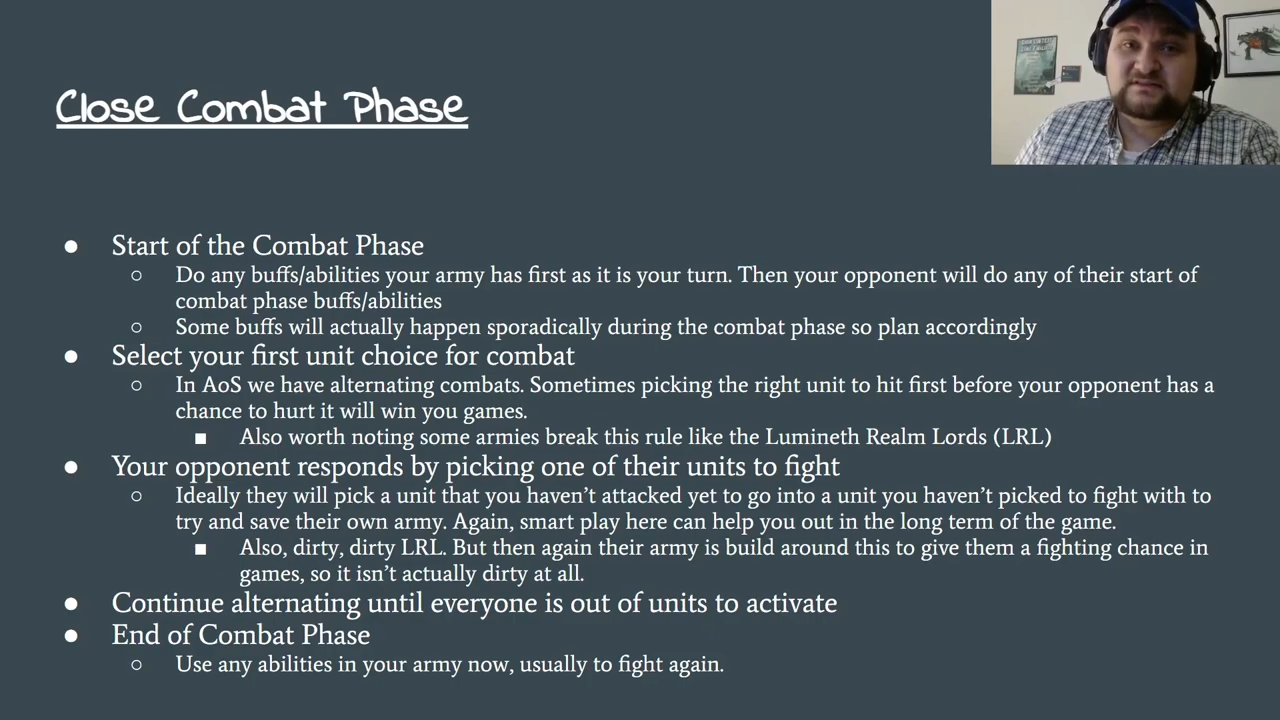 Close Combat Phase
● Start of the Combat Phase
○ Do any buffs/abilities your army has first as it is your turn. Then your opponent will do any of their start of
combat phase buffs/abilities
○ Some buffs will actually happen sporadically during the combat phase so plan accordingly
● Select your first unit choice for combat
○ In AoS we have alternating combats. Sometimes picking the right unit to hit first before your opponent has a
chance to hurt it will win you games.
■ Also worth noting some armies break this rule like the Lumineth Realm Lords (LRL)
● Your opponent responds by picking one of their units to fight
○ Ideally they will pick a unit that you haven’t attacked yet to go into a unit you haven’t picked to fight with to
try and save their own army. Again, smart play here can help you out in the long term of the game.
■ Also, dirty, dirty LRL. But then again their army is build around this to give them a fighting chance in
games, so it isn’t actually dirty at all.
● Continue alternating until everyone is out of units to activate
● End of Combat Phase
○ Use any abilities in your army now, usually to fight again.